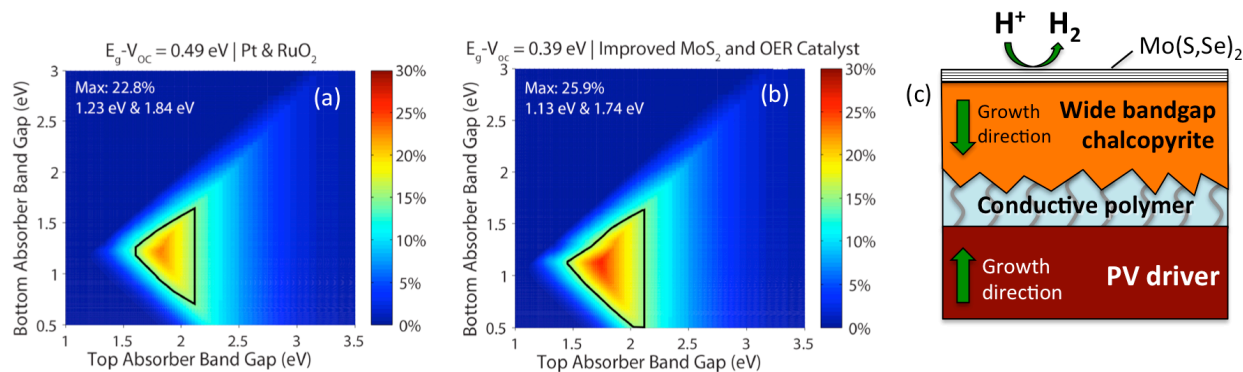 E_g-V_OC = 0.49 eV | Pt & RuO₂
Bottom Absorber Band Gap (eV)
3
2.5
2
1.5
1
0.5
Max: 22.8%
1.23 eV & 1.84 eV
(a)
1
1.5
2
2.5
3
3.5
Top Absorber Band Gap (eV)
30%
25%
20%
15%
10%
5%
0%
E_g-V_OC = 0.39 eV | Improved MoS₂ and OER Catalyst
Bottom Absorber Band Gap (eV)
3
2.5
2
1.5
1
0.5
Max: 25.9%
1.13 eV & 1.74 eV
(b)
1
1.5
2
2.5
3
3.5
Top Absorber Band Gap (eV)
30%
25%
20%
15%
10%
5%
0%
(c)
H⁺
H₂
Mo(S,Se)₂
Growth
direction
Wide bandgap
chalcopyrite
Conductive polymer
Growth
direction
PV driver